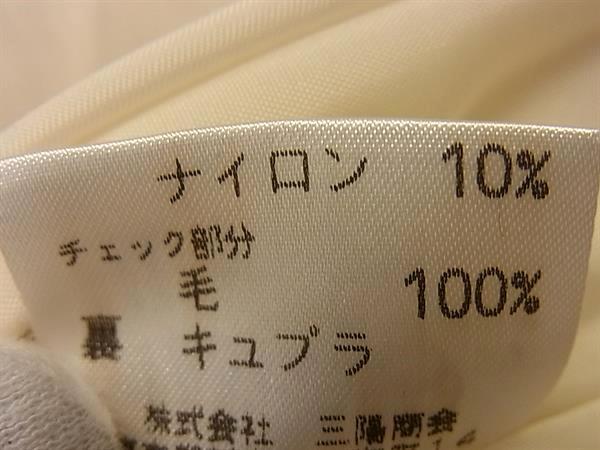 ナイロン 10%
チェック部分
毛 100%
裏 キュプラ
株式会社 三陽商会